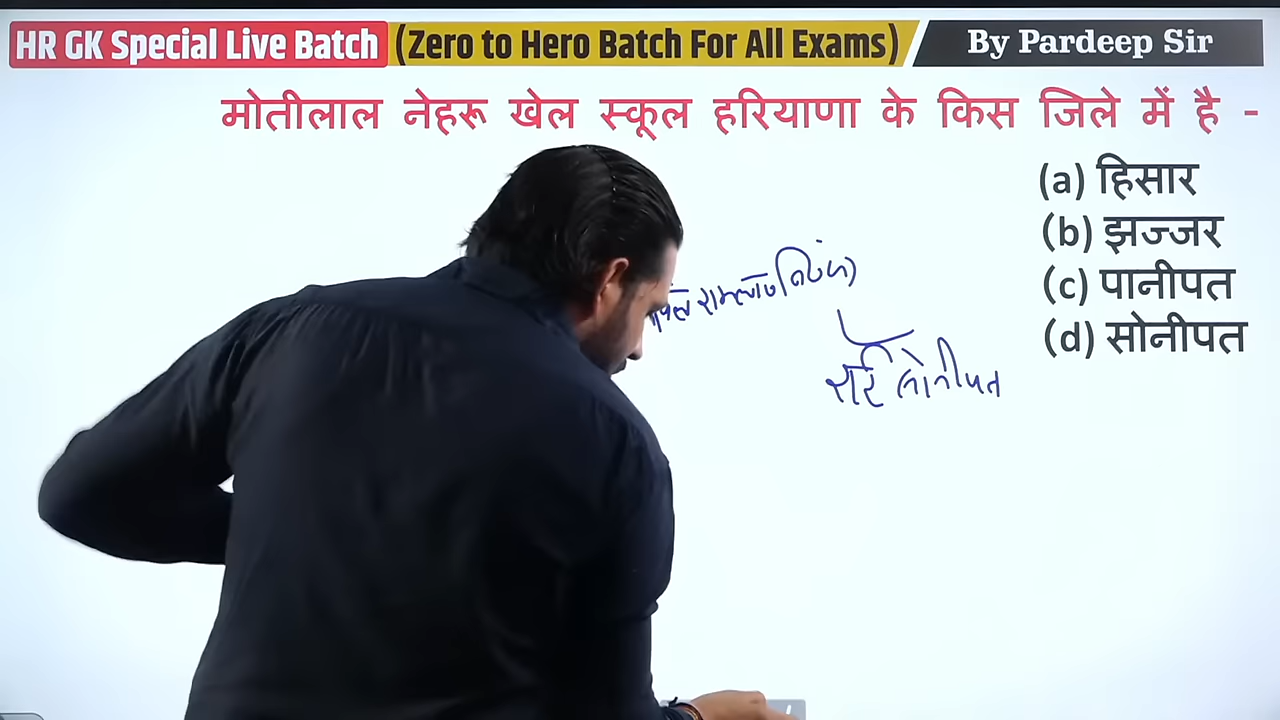 HR GK Special Live Batch (Zero to Hero Batch For All Exams) By Pardeep Sir
मोतीलाल नेहरू खेल स्कूल हरियाणा के किस जिले में है -
(a) हिसार
(b) झज्जर
(c) पानीपत
(d) सोनीपत